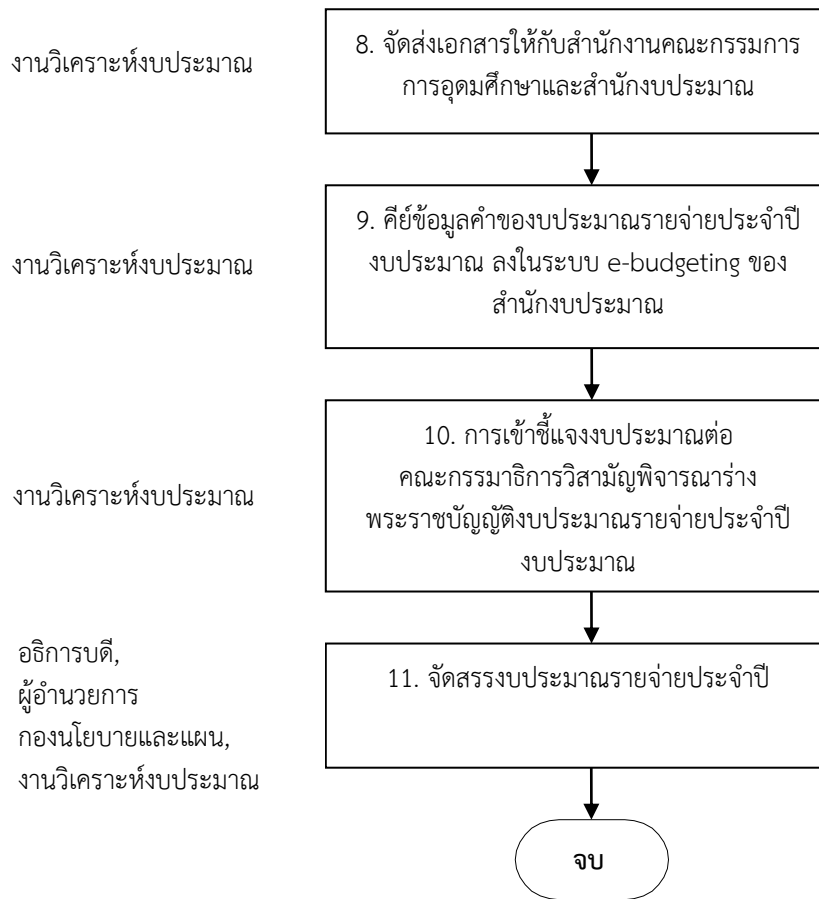 งานวิเคราะห์งบประมาณ
8. จัดส่งเอกสารให้กับสำนักงานคณะกรรมการ
การอุดมศึกษาและสำนักงบประมาณ
งานวิเคราะห์งบประมาณ
9. คีย์ข้อมูลคำของบประมาณรายจ่ายประจำปี
งบประมาณ ลงในระบบ e-budgeting ของ
สำนักงบประมาณ
งานวิเคราะห์งบประมาณ
10. การเข้าชี้แจงงบประมาณต่อ
คณะกรรมาธิการวิสามัญพิจารณาร่าง
พระราชบัญญัติงบประมาณรายจ่ายประจำปี
งบประมาณ
อธิการบดี,
ผู้อำนวยการ
กองนโยบายและแผน,
งานวิเคราะห์งบประมาณ
11. จัดสรรงบประมาณรายจ่ายประจำปี
จบ